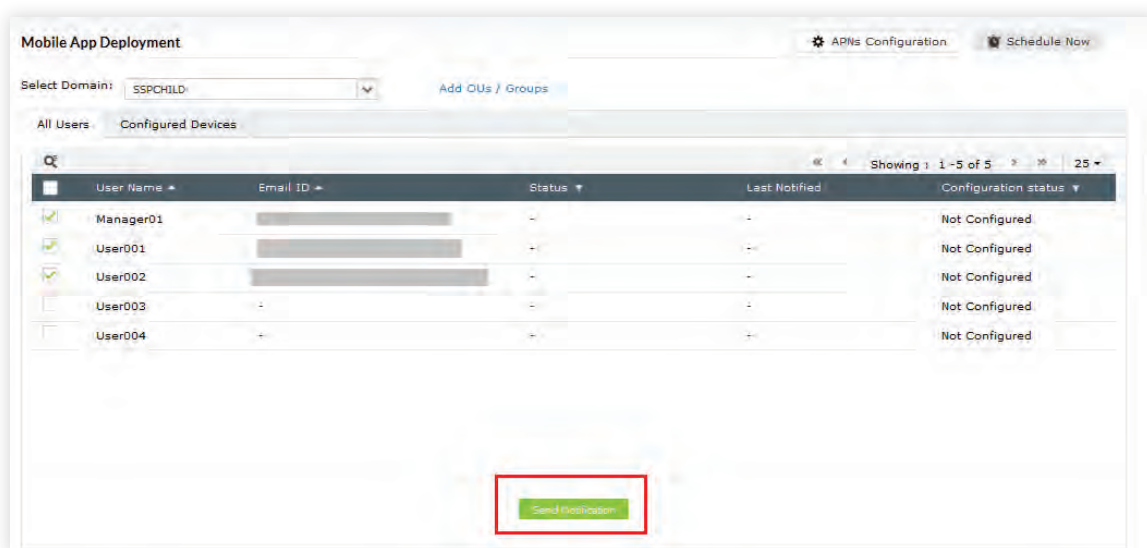 Mobile App Deployment
APNs Configuration Schedule Now
Select Domain: SSPCHILD Add OUs / Groups
All Users Configured Devices
Showing : 1 -5 of 5 25
User Name Email ID Status Last Notified Configuration status
Manager01 - - Not Configured
User001 - - Not Configured
User002 - - Not Configured
User003 - - - Not Configured
User004 - - - Not Configured
Send Notification